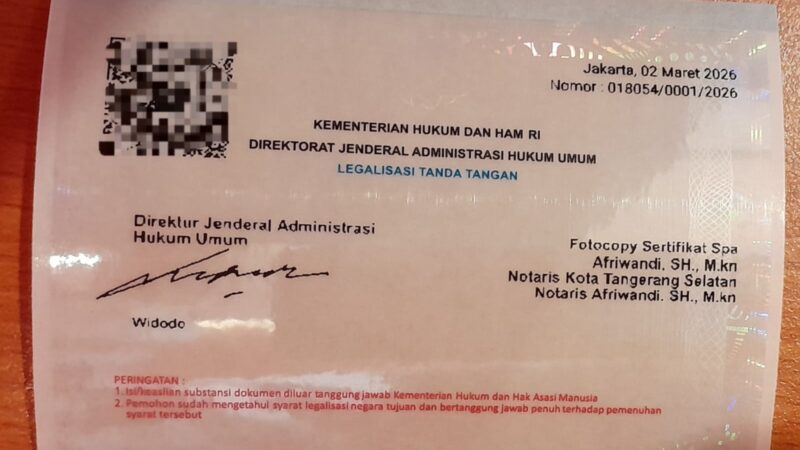 Jakarta, 02 Maret 2026
Nomor : 018054/0001/2026
KEMENTERIAN HUKUM DAN HAM RI
DIREKTORAT JENDERAL ADMINISTRASI HUKUM UMUM
LEGALISASI TANDA TANGAN
Direktur Jenderal Administrasi
Hukum Umum
Widodo
Fotocopy Sertifikat Spa
Afriwandi, SH., M.kn
Notaris Kota Tangerang Selatan
Notaris Afriwandi. SH., M.kn
PERINGATAN :
1. Isi/keaslian substansi dokumen diluar tanggung jawab Kementerian Hukum dan Hak Asasi Manusia
2. Pemohon sudah mengetahui syarat legalisasi negara tujuan dan bertanggung jawab penuh terhadap pemenuhan
syarat tersebut